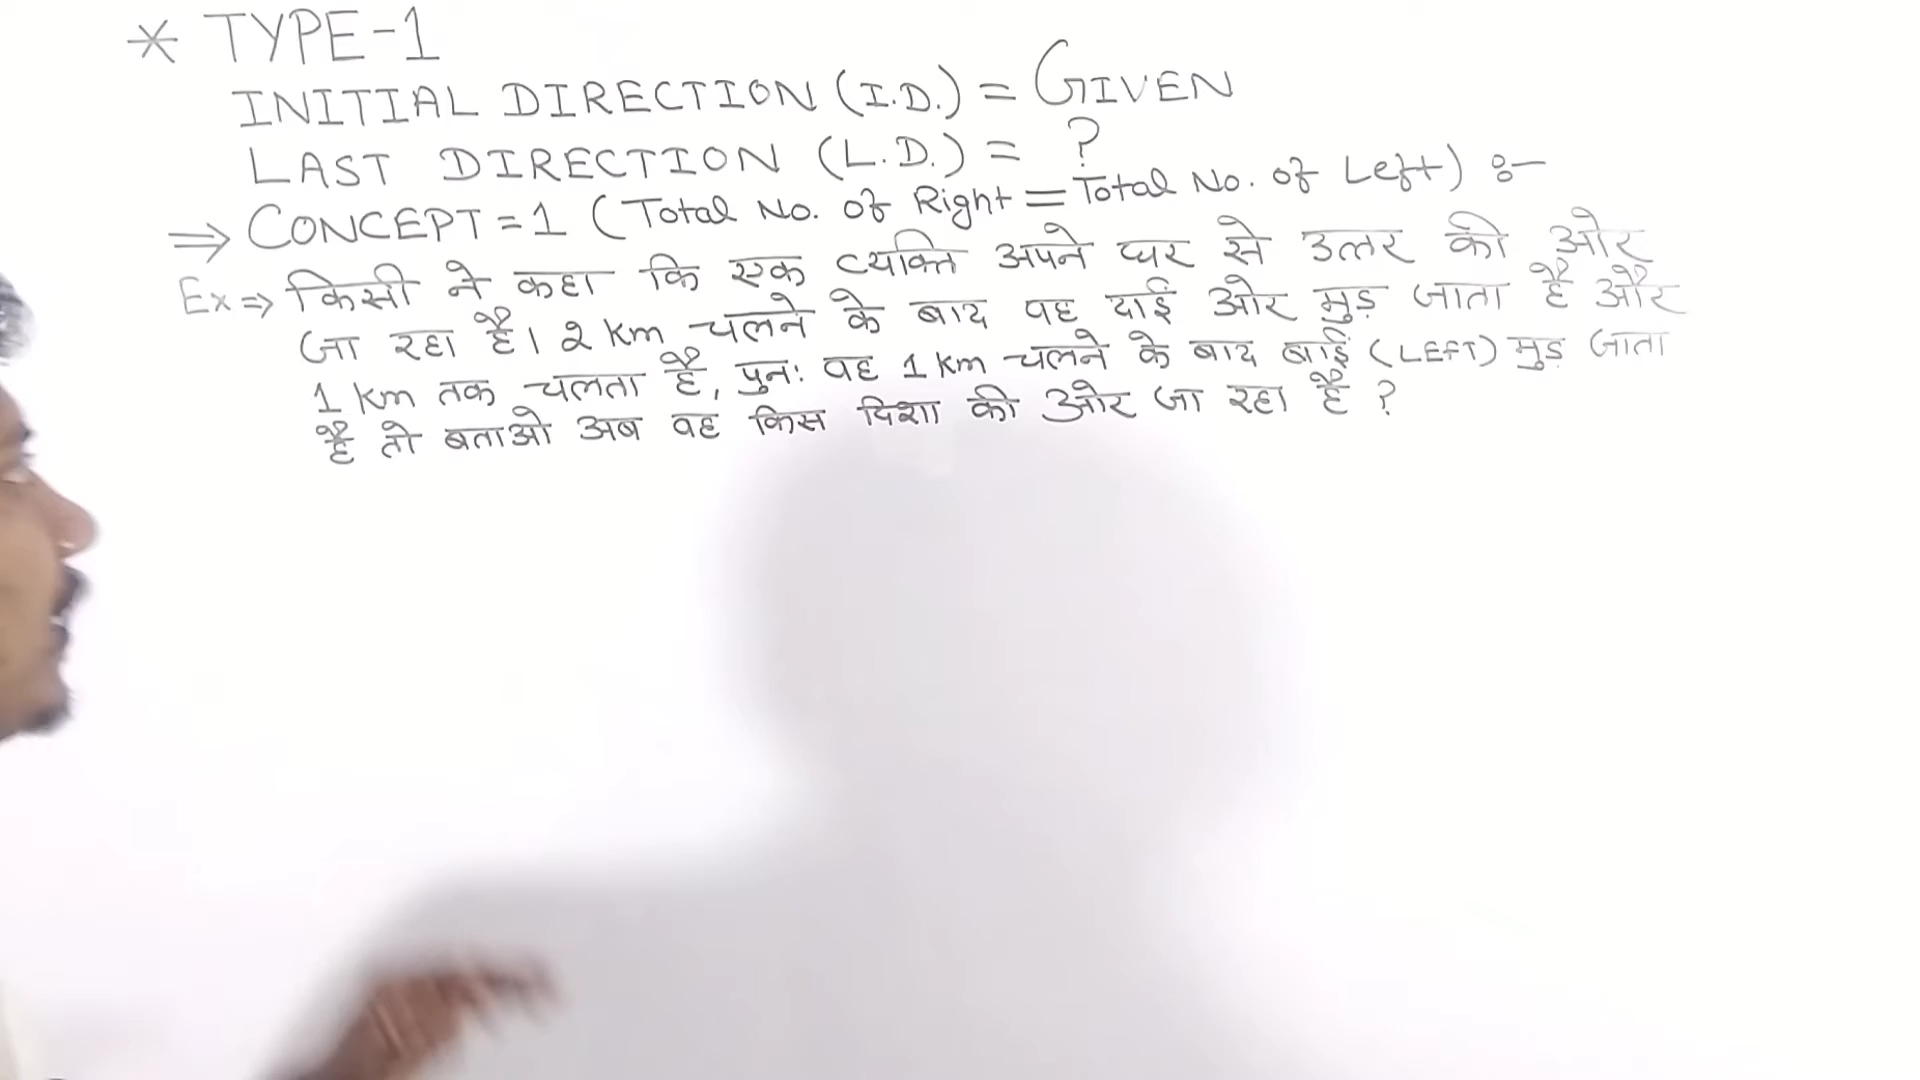 * TYPE-1
INITIAL DIRECTION (I.D.) = GIVEN
LAST DIRECTION (L.D.) = ?
⇒ CONCEPT = 1 (Total No. of Right = Total No. of Left) :-
Ex ⇒ किसी ने कहा कि एक व्यक्ति अपने घर से उत्तर की ओर
जा रहा है। 2 km चलने के बाद वह दाईं ओर मुड़ जाता है और
1 km तक चलता है, पुनः वह 1 km चलने के बाद बाईं (LEFT) मुड़ जाता
है तो बताओ अब वह किस दिशा की ओर जा रहा है ?